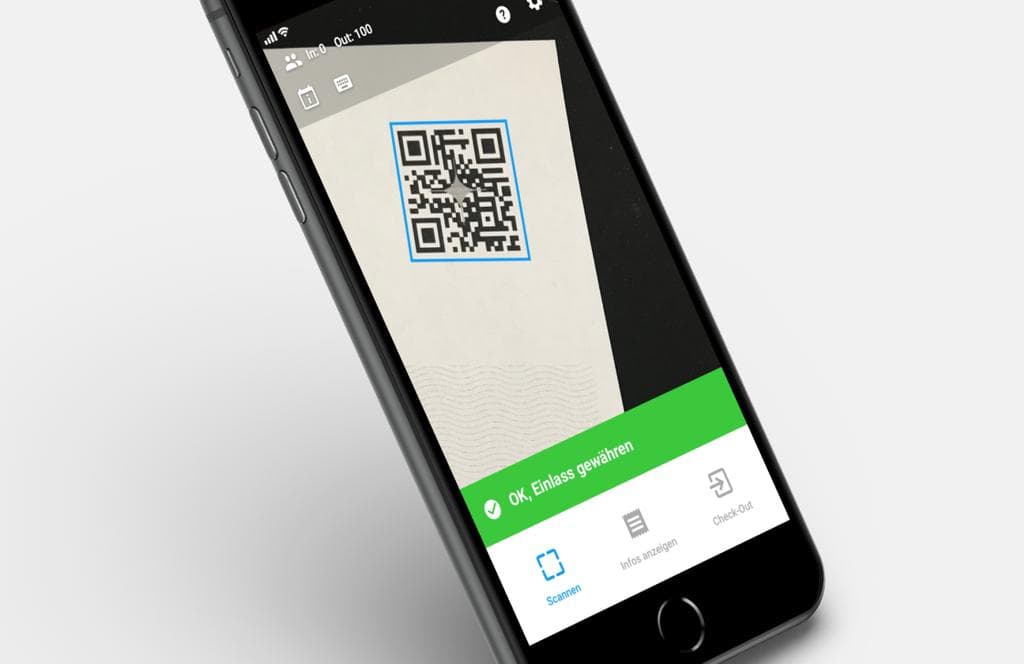 In: 0 Out: 100
OK, Einlass gewähren
Scannen
Infos anzeigen
Check-Out